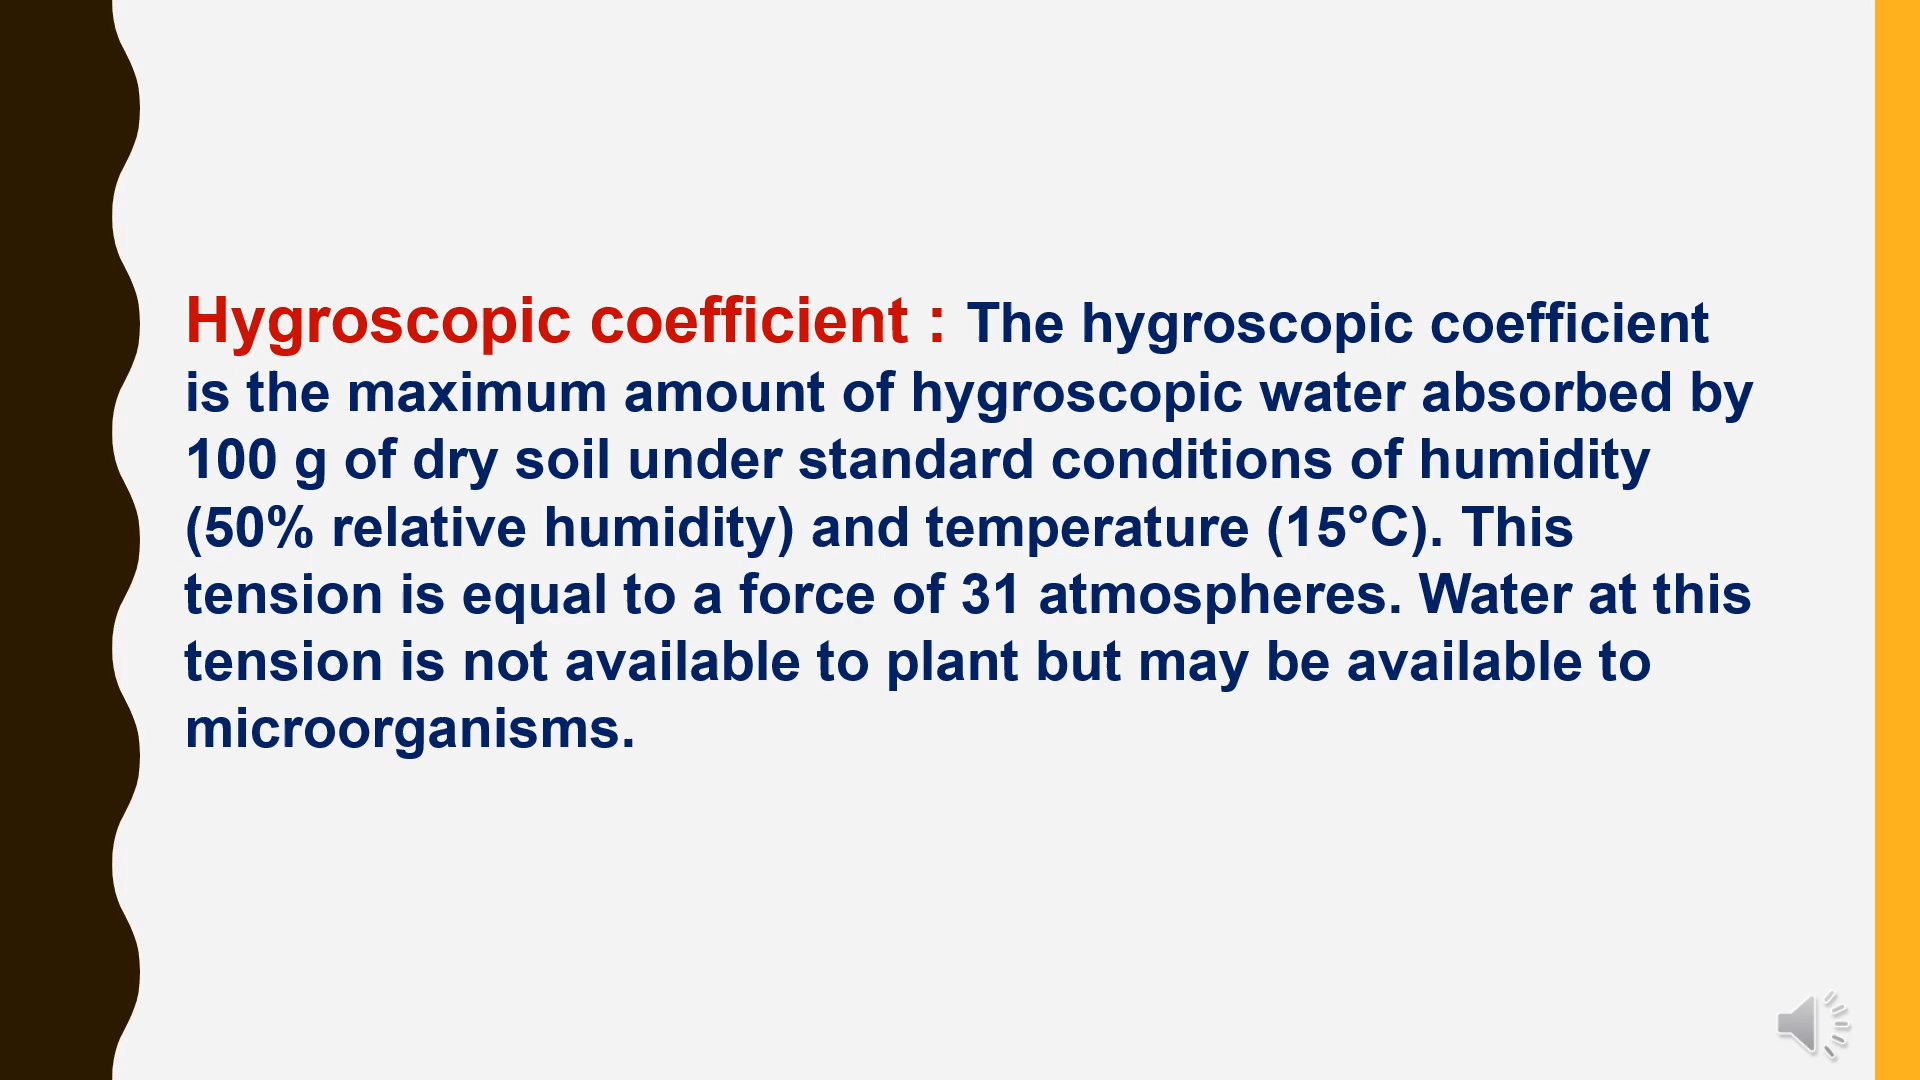 Hygroscopic coefficient : The hygroscopic coefficient
is the maximum amount of hygroscopic water absorbed by
100 g of dry soil under standard conditions of humidity
(50% relative humidity) and temperature (15°C). This
tension is equal to a force of 31 atmospheres. Water at this
tension is not available to plant but may be available to
microorganisms.